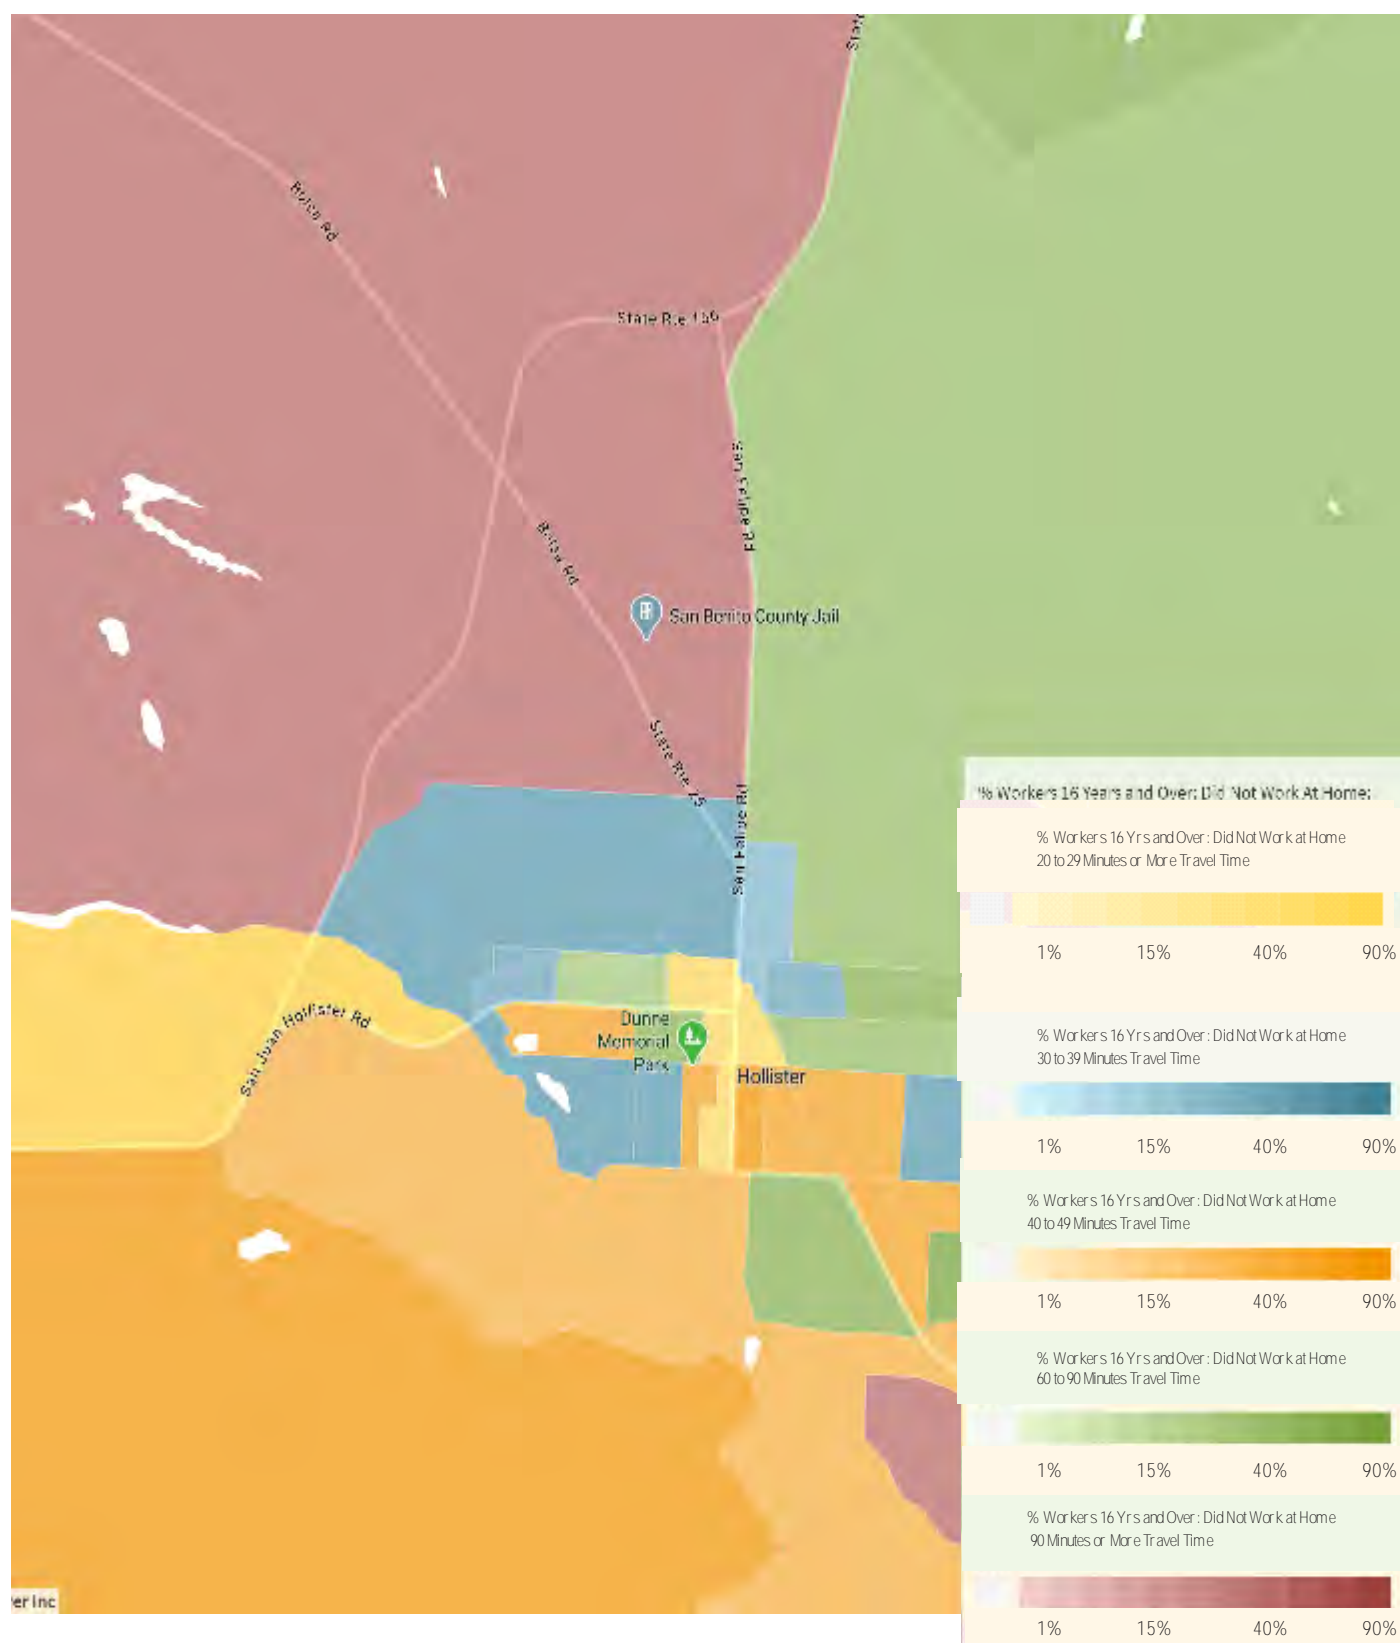 State
Bolsa Rd
State Rte 156
San Felipe Rd
Bolsa Rd
San Benito County Jail
State Rte 25
San Felipe Rd
San Juan Hollister Rd
Dunne
Memorial
Park
Hollister
er Inc
% Workers 16 Years and Over: Did Not Work At Home:
% Workers 16 Yrs and Over: Did Not Work at Home
20 to 29 Minutes or More Travel Time
1% 15% 40% 90%
% Workers 16 Yrs and Over: Did Not Work at Home
30 to 39 Minutes Travel Time
1% 15% 40% 90%
% Workers 16 Yrs and Over: Did Not Work at Home
40 to 49 Minutes Travel Time
1% 15% 40% 90%
% Workers 16 Yrs and Over: Did Not Work at Home
60 to 90 Minutes Travel Time
1% 15% 40% 90%
% Workers 16 Yrs and Over: Did Not Work at Home
90 Minutes or More Travel Time
1% 15% 40% 90%